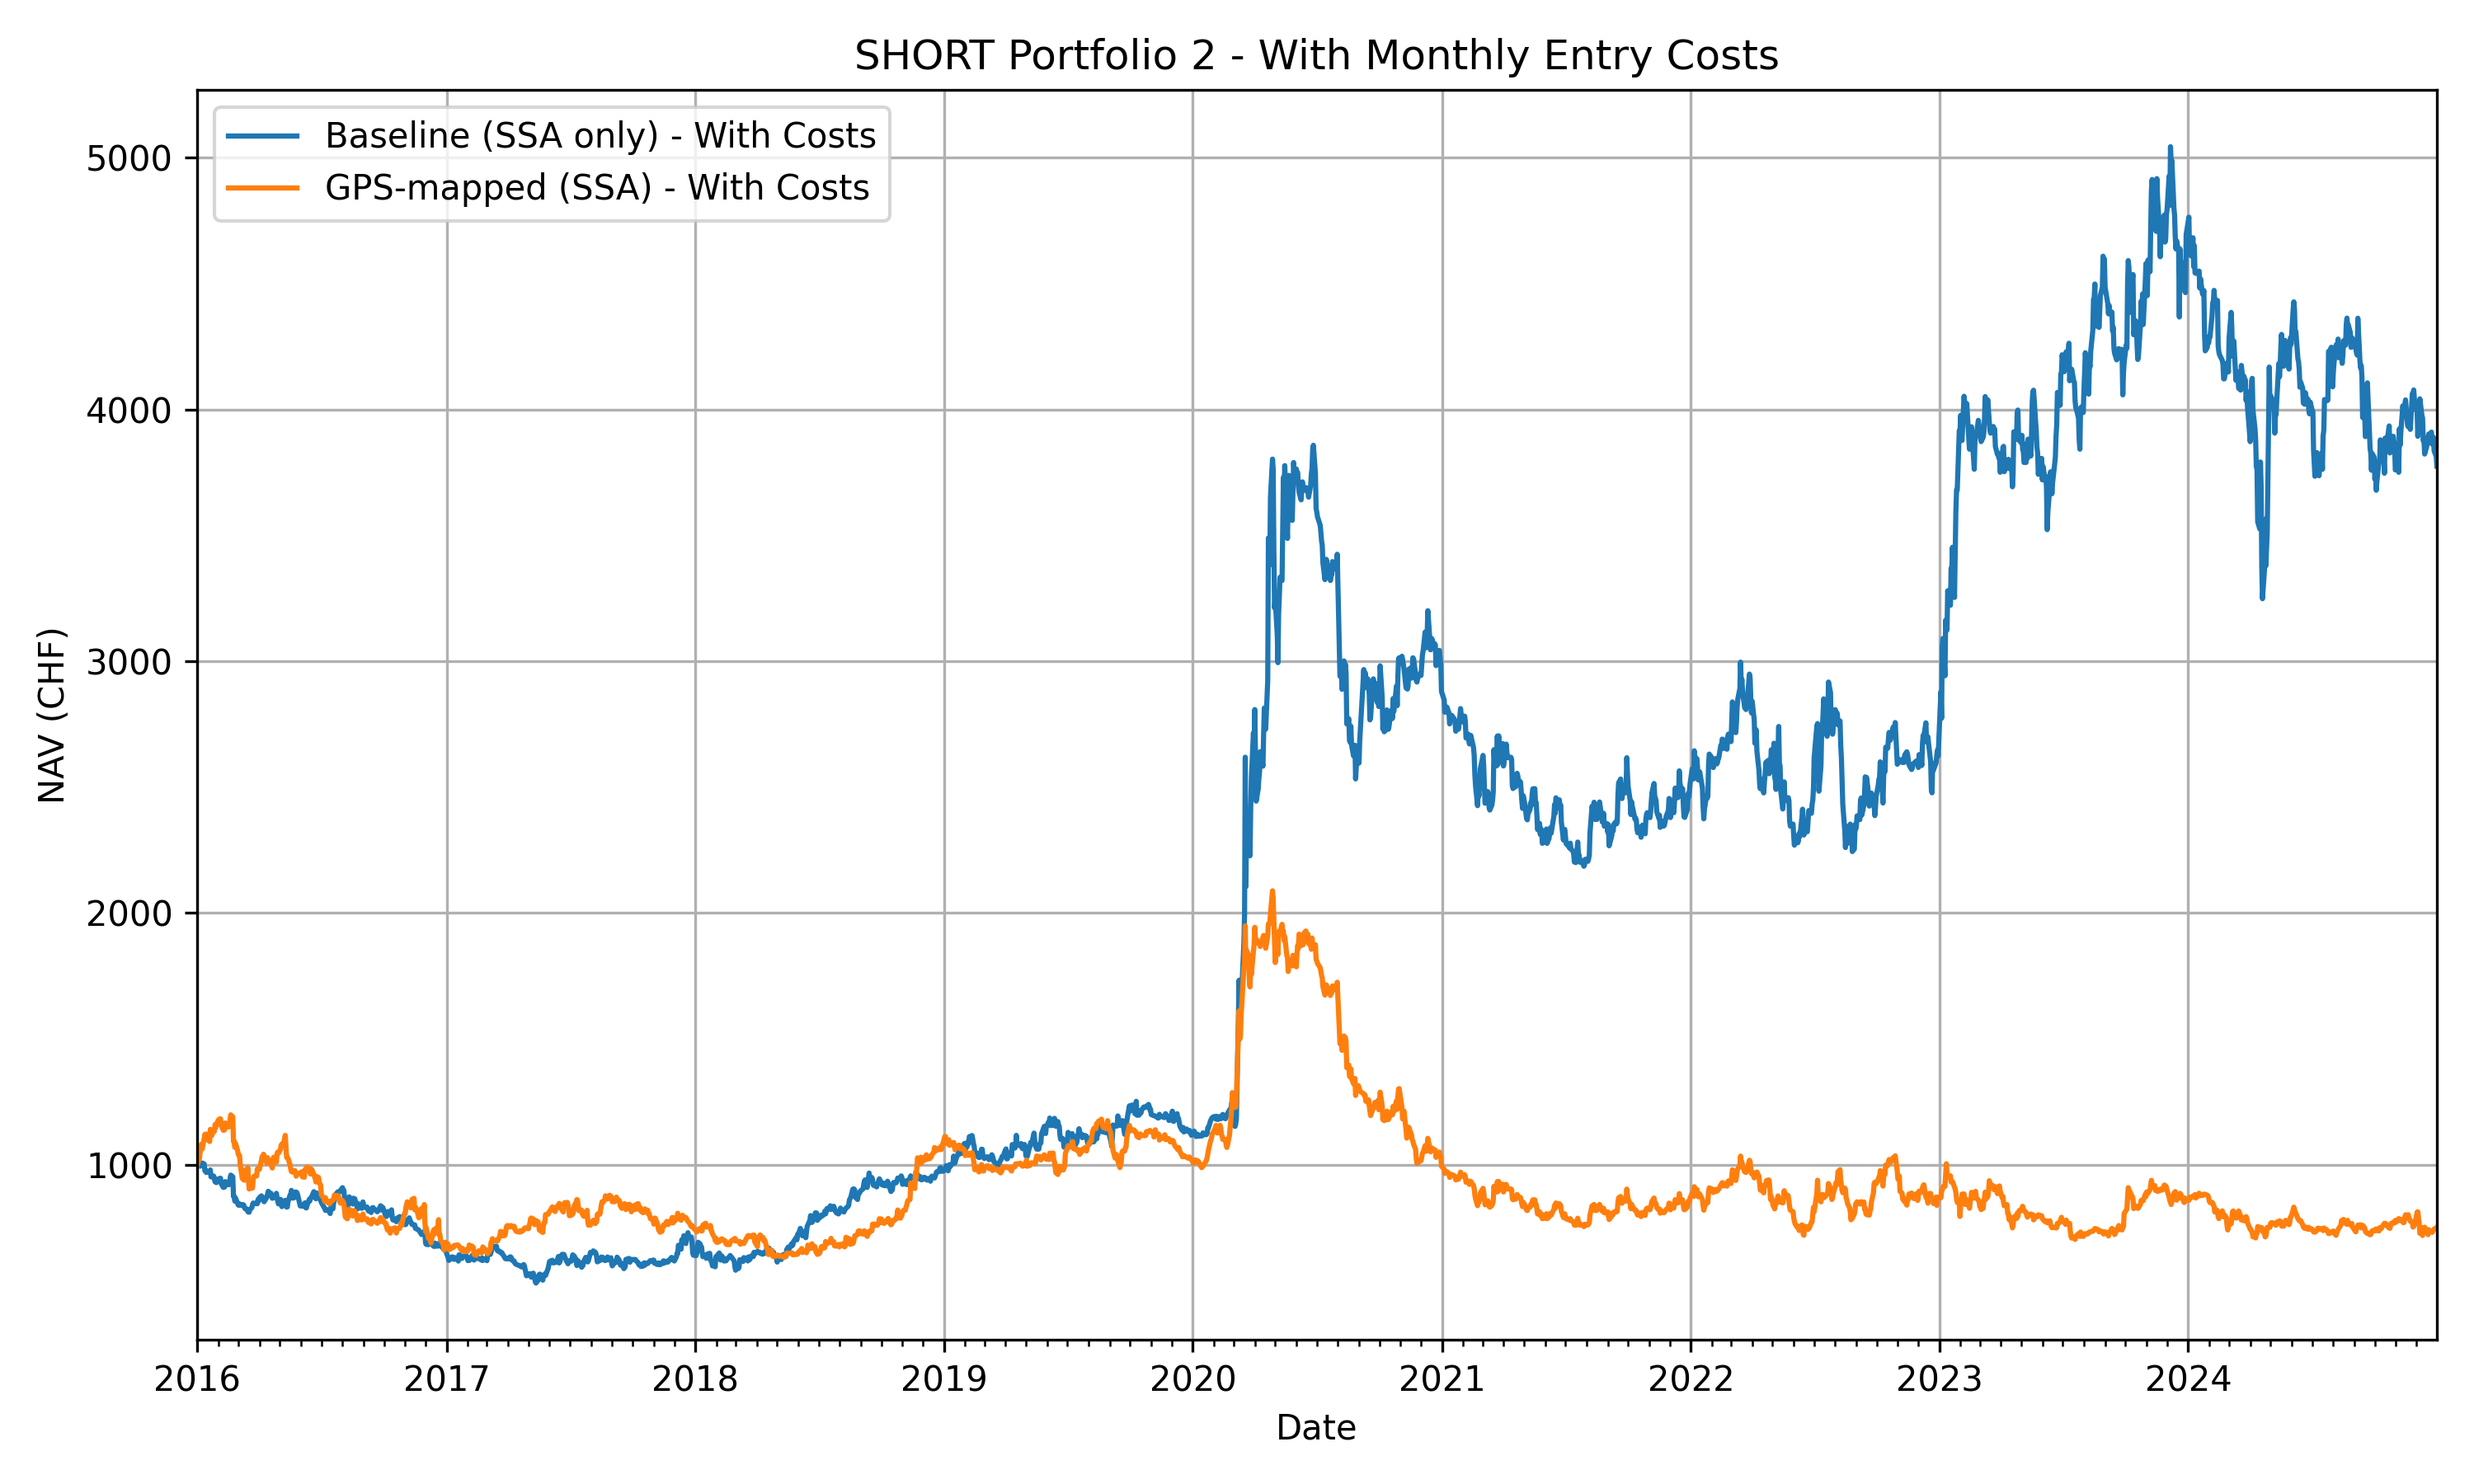 SHORT Portfolio 2 - With Monthly Entry Costs
Baseline (SSA only) - With Costs
GPS-mapped (SSA) - With Costs
NAV (CHF)
5000
4000
3000
2000
1000
2016 2017 2018 2019 2020 2021 2022 2023 2024
Date